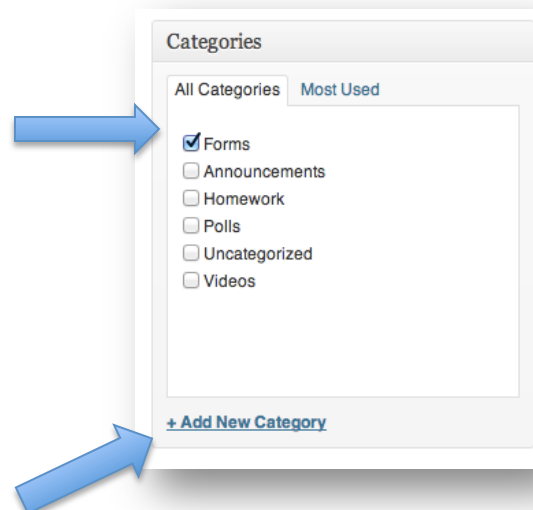 Categories
All Categories Most Used
Forms
Announcements
Homework
Polls
Uncategorized
Videos
+ Add New Category